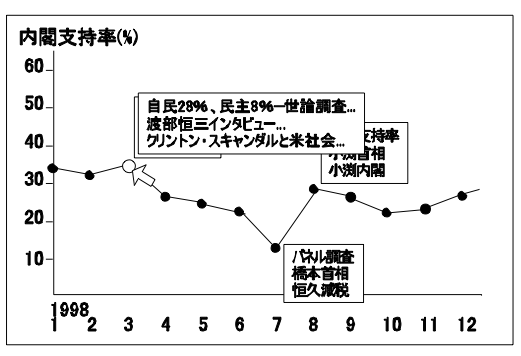 内閣支持率(%)
60
50
40
30
20
10
自民28%、民主8%ー世論調査...
渡部恒三インタビュー...
クリントン・スキャンダルと米社会...
支持率
小渕首相
小渕内閣
パネル調査
橋本首相
恒久減税
1998
1 2 3 4 5 6 7 8 9 10 11 12